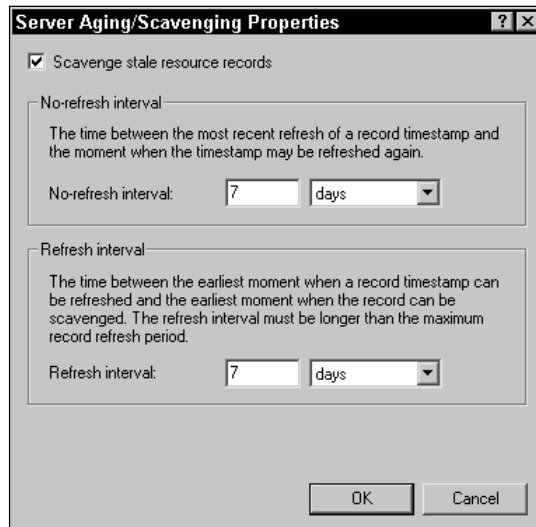 Server Aging/Scavenging Properties
Scavenge stale resource records
No-refresh interval
The time between the most recent refresh of a record timestamp and
the moment when the timestamp may be refreshed again.
No-refresh interval: 7 days
Refresh interval
The time between the earliest moment when a record timestamp can
be refreshed and the earliest moment when the record can be
scavenged. The refresh interval must be longer than the maximum
record refresh period.
Refresh interval: 7 days
OK Cancel